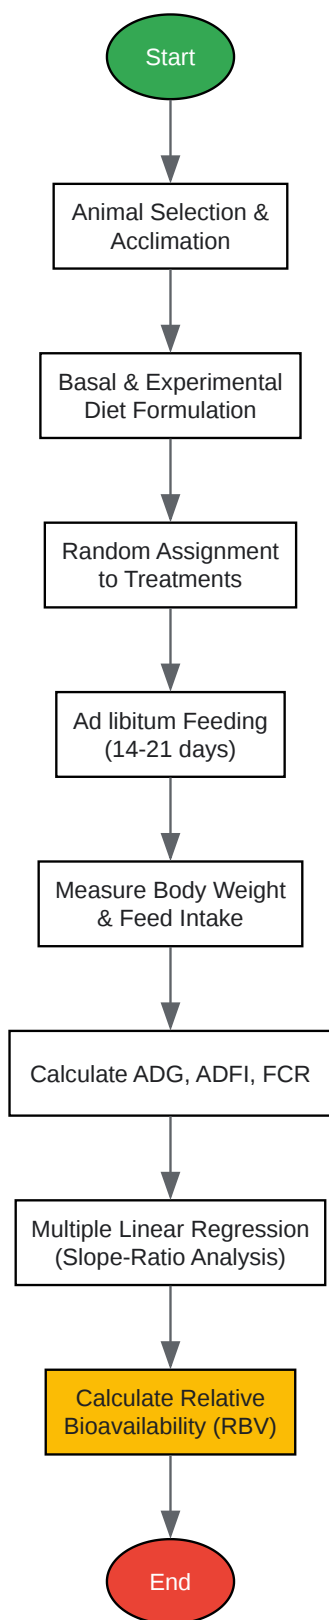 Start
Animal Selection &
Acclimation
Basal & Experimental
Diet Formulation
Random Assignment
to Treatments
Ad libitum Feeding
(14-21 days)
Measure Body Weight
& Feed Intake
Calculate ADG, ADFI, FCR
Multiple Linear Regression
(Slope-Ratio Analysis)
Calculate Relative
Bioavailability (RBV)
End